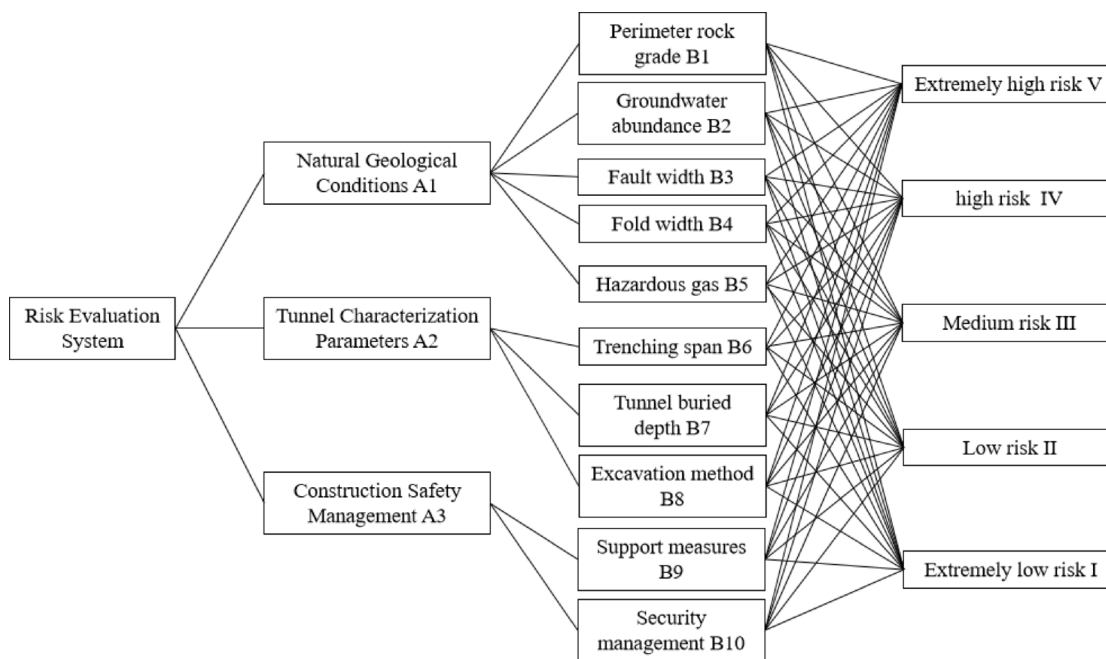 Risk Evaluation
System
Natural Geological
Conditions A1
Tunnel Characterization
Parameters A2
Construction Safety
Management A3
Perimeter rock
grade B1
Groundwater
abundance B2
Fault width B3
Fold width B4
Hazardous gas B5
Trenching span B6
Tunnel buried
depth B7
Excavation method
B8
Support measures
B9
Security
management B10
Extremely high risk V
high risk IV
Medium risk III
Low risk II
Extremely low risk I